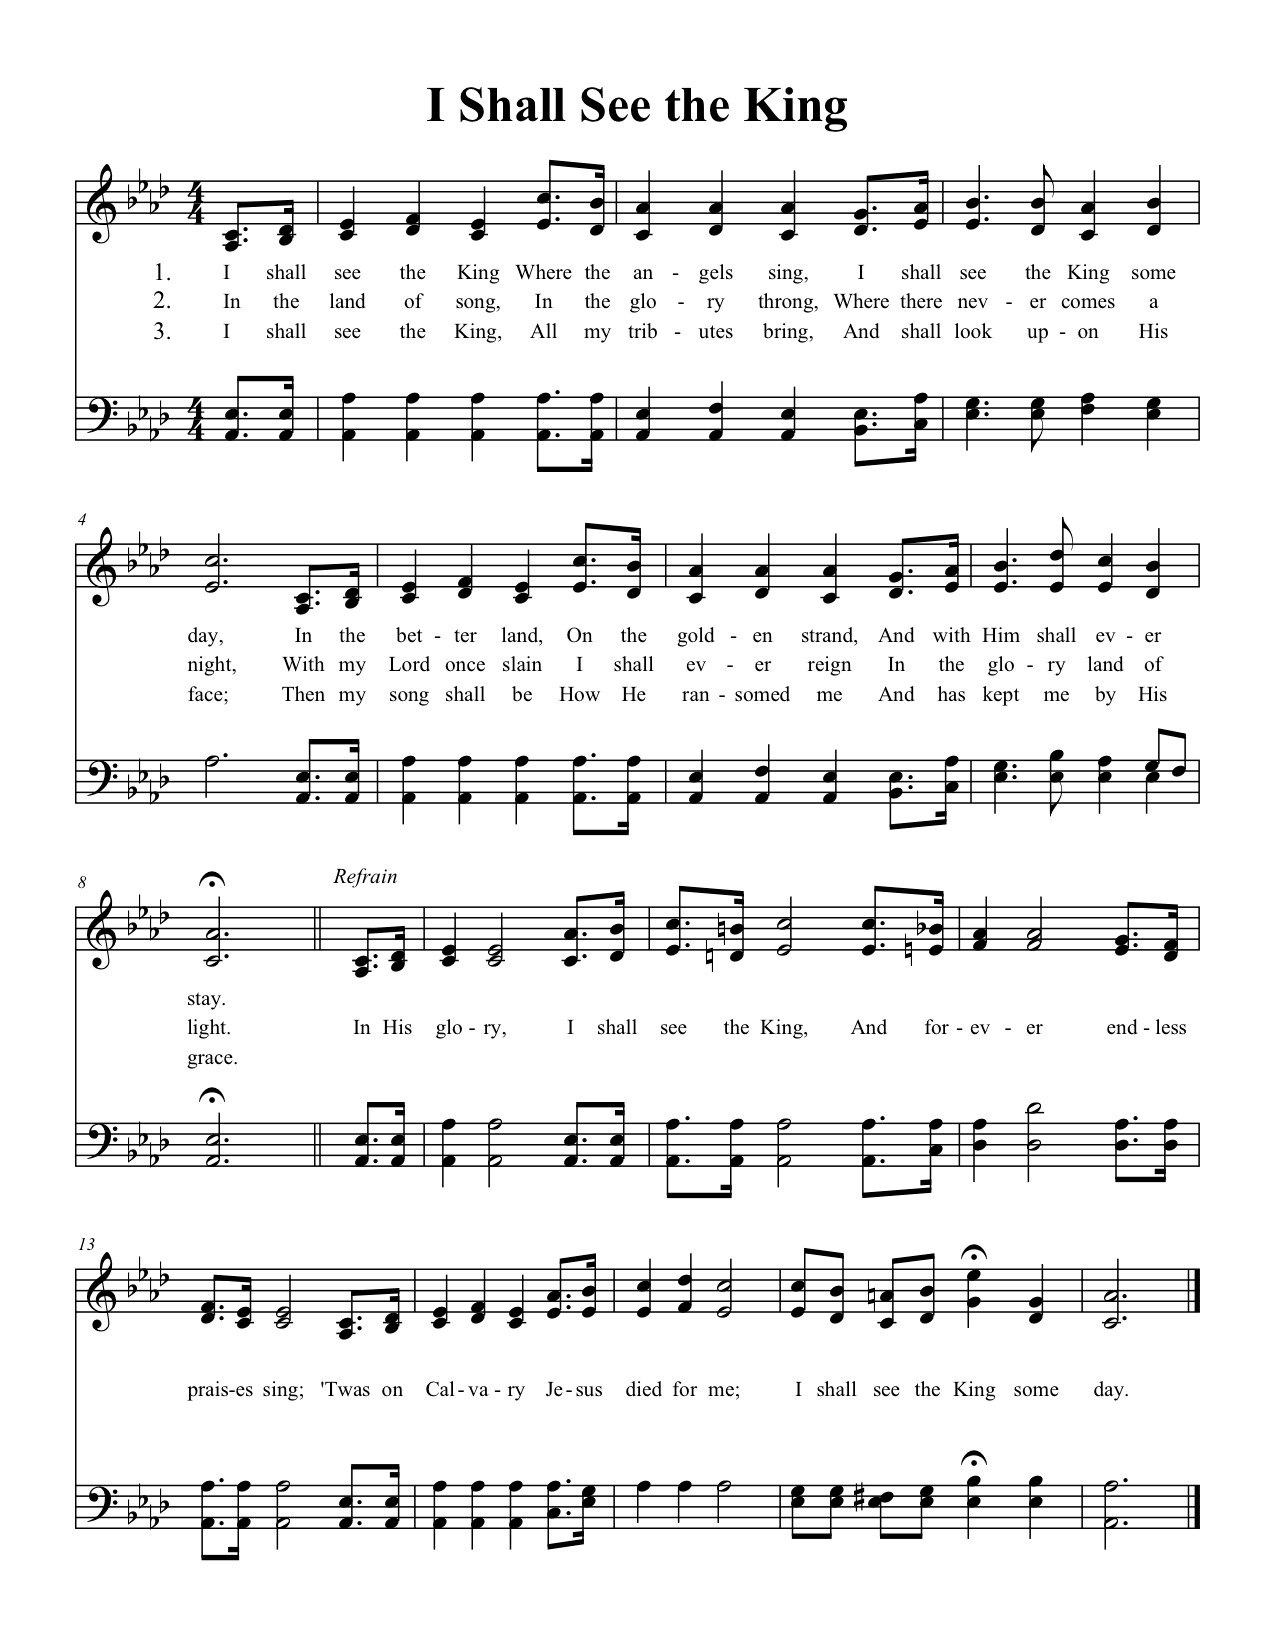 I Shall See the King
1. I shall see the King Where the an - gels sing, I shall see the King some
2. In the land of song, In the glo - ry throng, Where there nev - er comes a
3. I shall see the King, All my trib - utes bring, And shall look up - on His
4
day, In the bet - ter land, On the gold - en strand, And with Him shall ev - er
night, With my Lord once slain I shall ev - er reign In the glo - ry land of
face; Then my song shall be How He ran - somed me And has kept me by His
8
Refrain
stay.
light. In His glo - ry, I shall see the King, And for - ev - er end - less
grace.
13
prais - es sing; 'Twas on Cal - va - ry Je - sus died for me; I shall see the King some day.